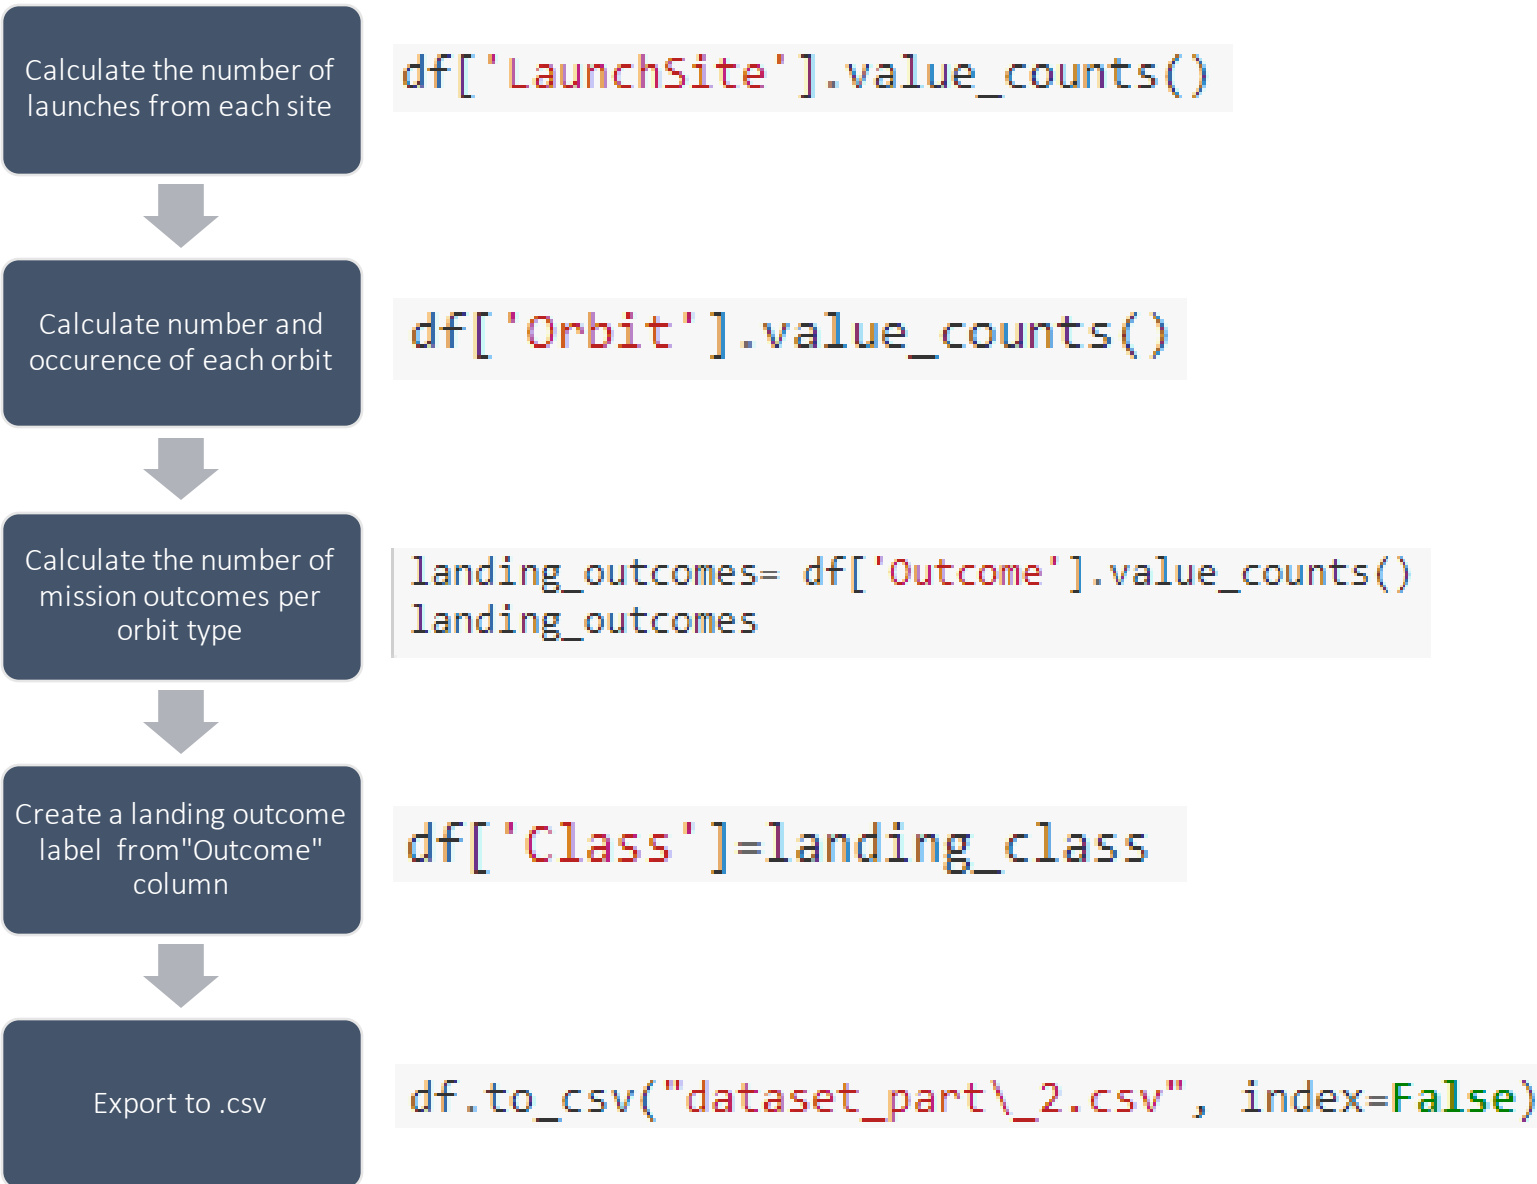 Calculate the number of
launches from each site
df['LaunchSite'].value_counts()
Calculate number and
occurence of each orbit
df['Orbit'].value_counts()
Calculate the number of
mission outcomes per
orbit type
landing_outcomes= df['Outcome'].value_counts()
landing_outcomes
Create a landing outcome
label  from"Outcome"
column
df['Class']=landing_class
Export to .csv
df.to_csv("dataset_part\_2.csv", index=False)